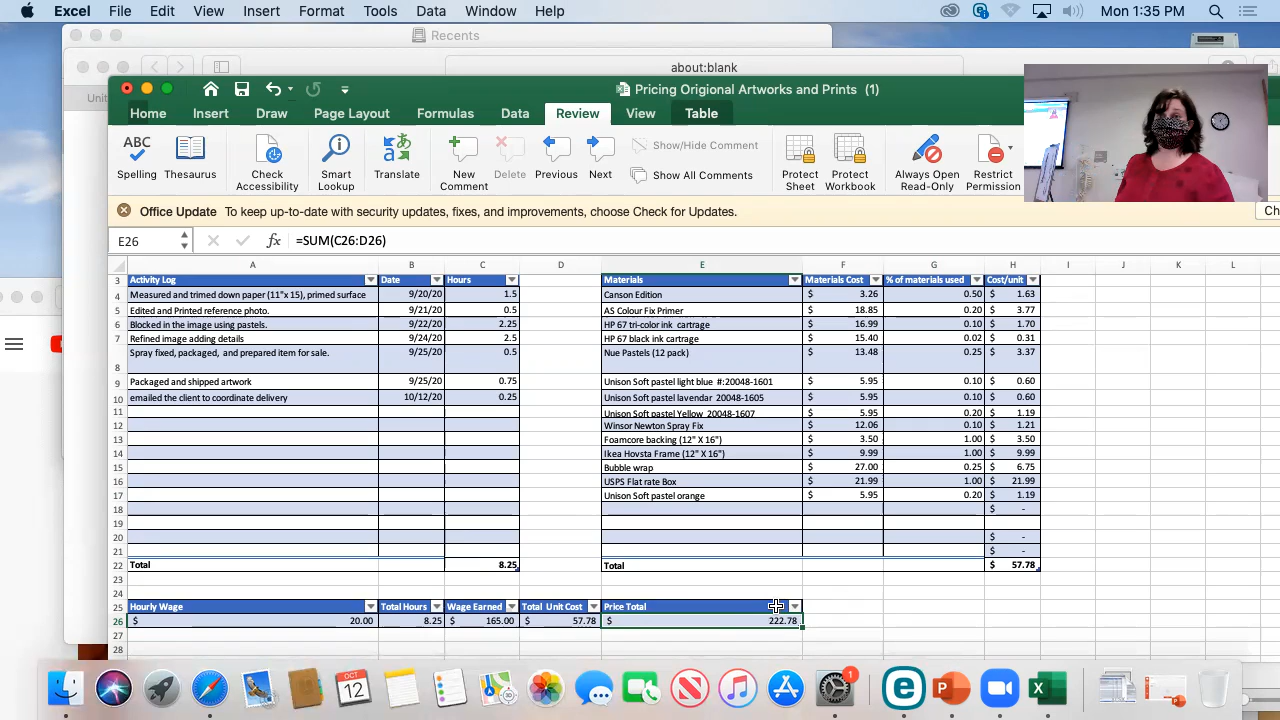 Excel File Edit View Insert Format Tools Data Window Help Mon 1:35 PM
Recents
about:blank
Unit
Pricing Origional Artworks and Prints (1)
Home Insert Draw Page Layout Formulas Data Review View Table
ABC
Spelling Thesaurus Check Accessibility Smart Lookup Translate New Comment Delete Previous Next Show/Hide Comment Show All Comments Protect Sheet Protect Workbook Always Open Read-Only Restrict Permission
Office Update To keep up-to-date with security updates, fixes, and improvements, choose Check for Updates. Ch
E26 fx =SUM(C26:D26)
A B C D E F G H I J K L
3 Activity Log Date Hours Materials Materials Cost % of materials used Cost/unit
4 Measured and trimed down paper (11"x 15), primed surface 9/20/20 1.5 Canson Edition $ 3.26 0.50 $ 1.63
5 Edited and Printed reference photo. 9/21/20 0.5 AS Colour Fix Primer $ 18.85 0.20 $ 3.77
6 Blocked in the image using pastels. 9/22/20 2.25 HP 67 tri-color ink cartrage $ 16.99 0.10 $ 1.70
7 Refined image adding details 9/24/20 2.5 HP 67 black ink cartrage $ 15.40 0.02 $ 0.31
8 Spray fixed, packaged, and prepared item for sale. 9/25/20 0.5 Nue Pastels (12 pack) $ 13.48 0.25 $ 3.37
9 Packaged and shipped artwork 9/25/20 0.75 Unison Soft pastel light blue #:20048-1601 $ 5.95 0.10 $ 0.60
10 emailed the client to coordinate delivery 10/12/20 0.25 Unison Soft pastel lavendar 20048-1605 $ 5.95 0.10 $ 0.60
11 Unison Soft pastel Yellow 20048-1607 $ 5.95 0.20 $ 1.19
12 Winsor Newton Spray Fix $ 12.06 0.10 $ 1.21
13 Foamcore backing (12" X 16") $ 3.50 1.00 $ 3.50
14 Ikea Hovsta Frame (12" X 16") $ 9.99 1.00 $ 9.99
15 Bubble wrap $ 27.00 0.25 $ 6.75
16 USPS Flat rate Box $ 21.99 1.00 $ 21.99
17 Unison Soft pastel orange $ 5.95 0.20 $ 1.19
18 $ -
19
20 $ -
21 $ -
22 Total 8.25 Total $ 57.78
23
24
25 Hourly Wage Total Hours Wage Earned Total Unit Cost Price Total
26 $ 20.00 8.25 $ 165.00 $ 57.78 $ 222.78
27
28
OCT 12 1